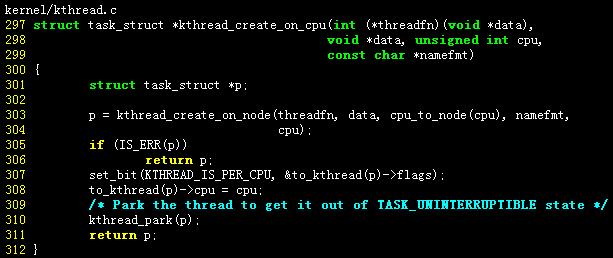 kernel/kthread.c
297 struct task_struct *kthread_create_on_cpu(int (*threadfn)(void *data),
298                                           void *data, unsigned int cpu,
299                                           const char *namefmt)
300 {
301         struct task_struct *p;
302
303         p = kthread_create_on_node(threadfn, data, cpu_to_node(cpu), namefmt,
304                                    cpu);
305         if (IS_ERR(p))
306                 return p;
307         set_bit(KTHREAD_IS_PER_CPU, &to_kthread(p)->flags);
308         to_kthread(p)->cpu = cpu;
309         /* Park the thread to get it out of TASK_UNINTERRUPTIBLE state */
310         kthread_park(p);
311         return p;
312 }